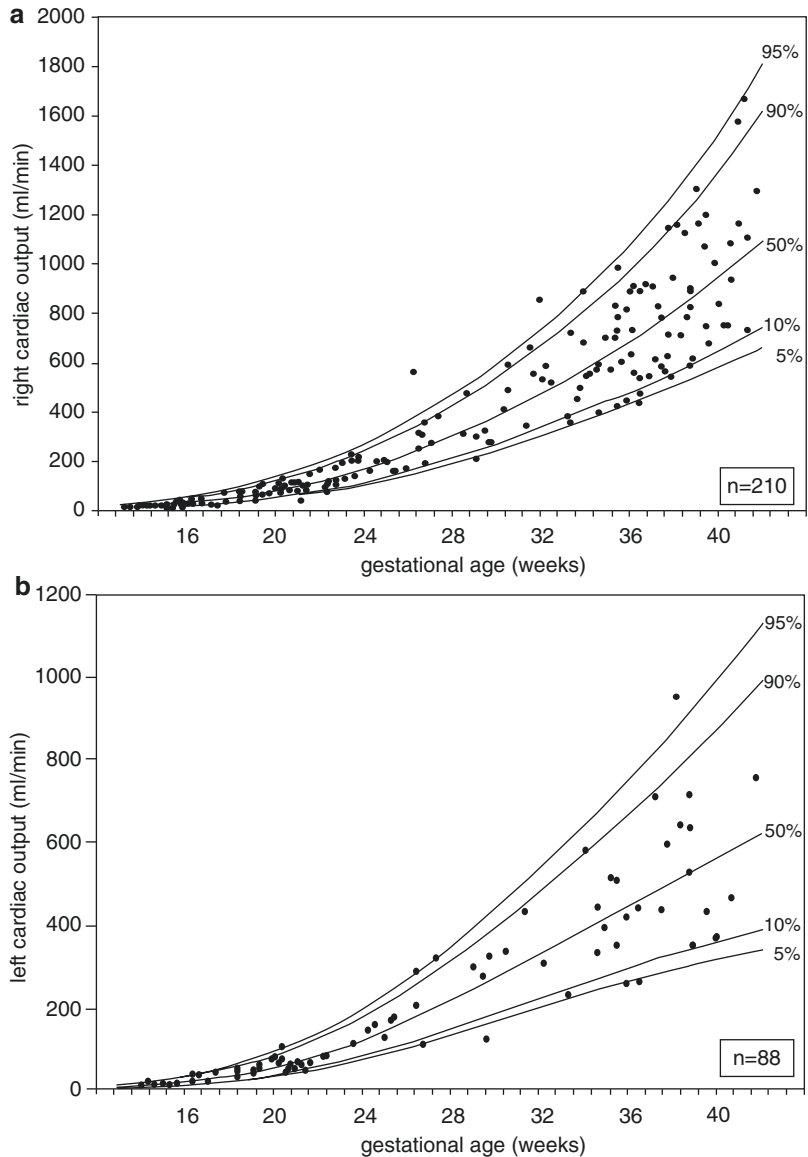 a
2000
1800
1600
1400
1200
1000
800
600
400
200
0
right cardiac output (ml/min)
95%
90%
50%
10%
5%
n=210
16 20 24 28 32 36 40
gestational age (weeks)
b
1200
1000
800
600
400
200
0
left cardiac output (ml/min)
95%
90%
50%
10%
5%
n=88
16 20 24 28 32 36 40
gestational age (weeks)